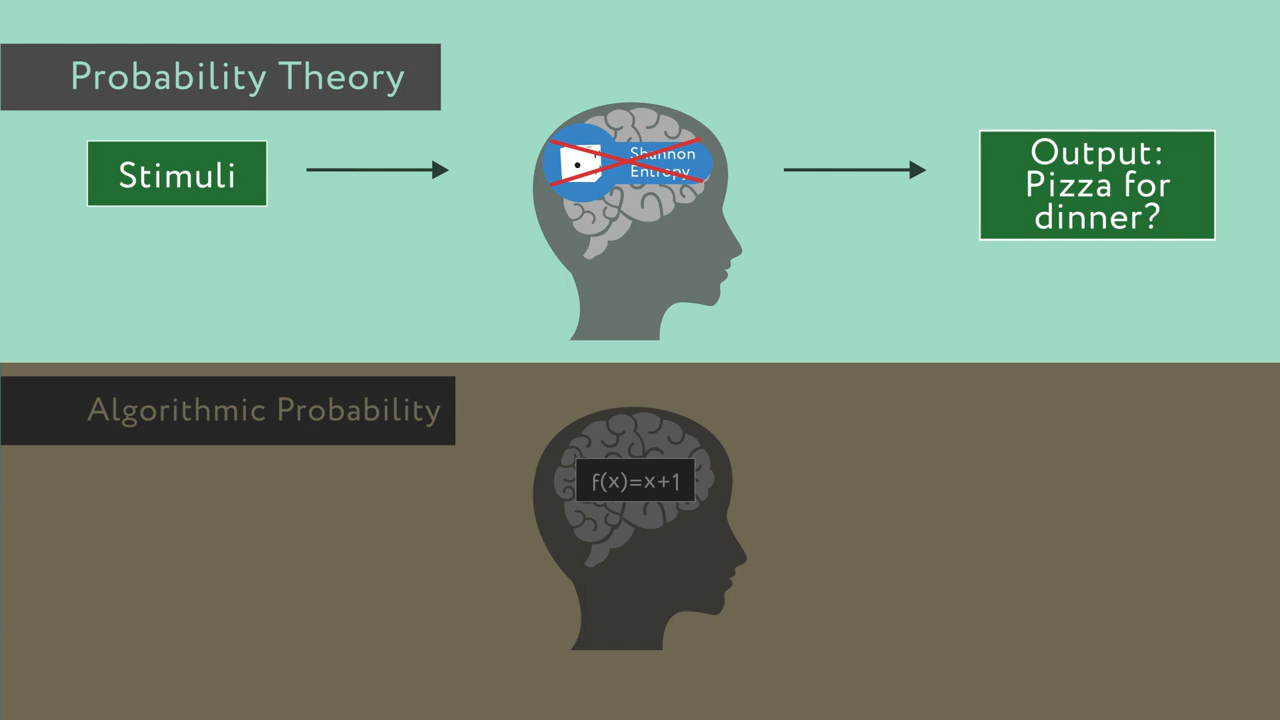 Probability Theory
Stimuli
Shannon
Entropy
Output:
Pizza for
dinner?
Algorithmic Probability
f(x)=x+1